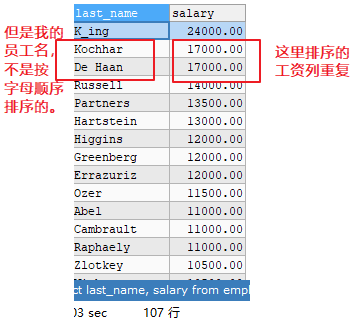 last_name salary
K_ing 24000.00
Kochhar 17000.00
De Haan 17000.00
Russell 14000.00
Partners 13500.00
Hartstein 13000.00
Higgins 12000.00
Greenberg 12000.00
Errazuriz 12000.00
Ozer 11500.00
Abel 11000.00
Cambrault 11000.00
Raphaely 11000.00
Zlotkey 10500.00
ct last_name, salary from empl
03 sec 107 行
但是我的
员工名,
不是按
字母顺序
排序的。
这里排序的
工资列重复